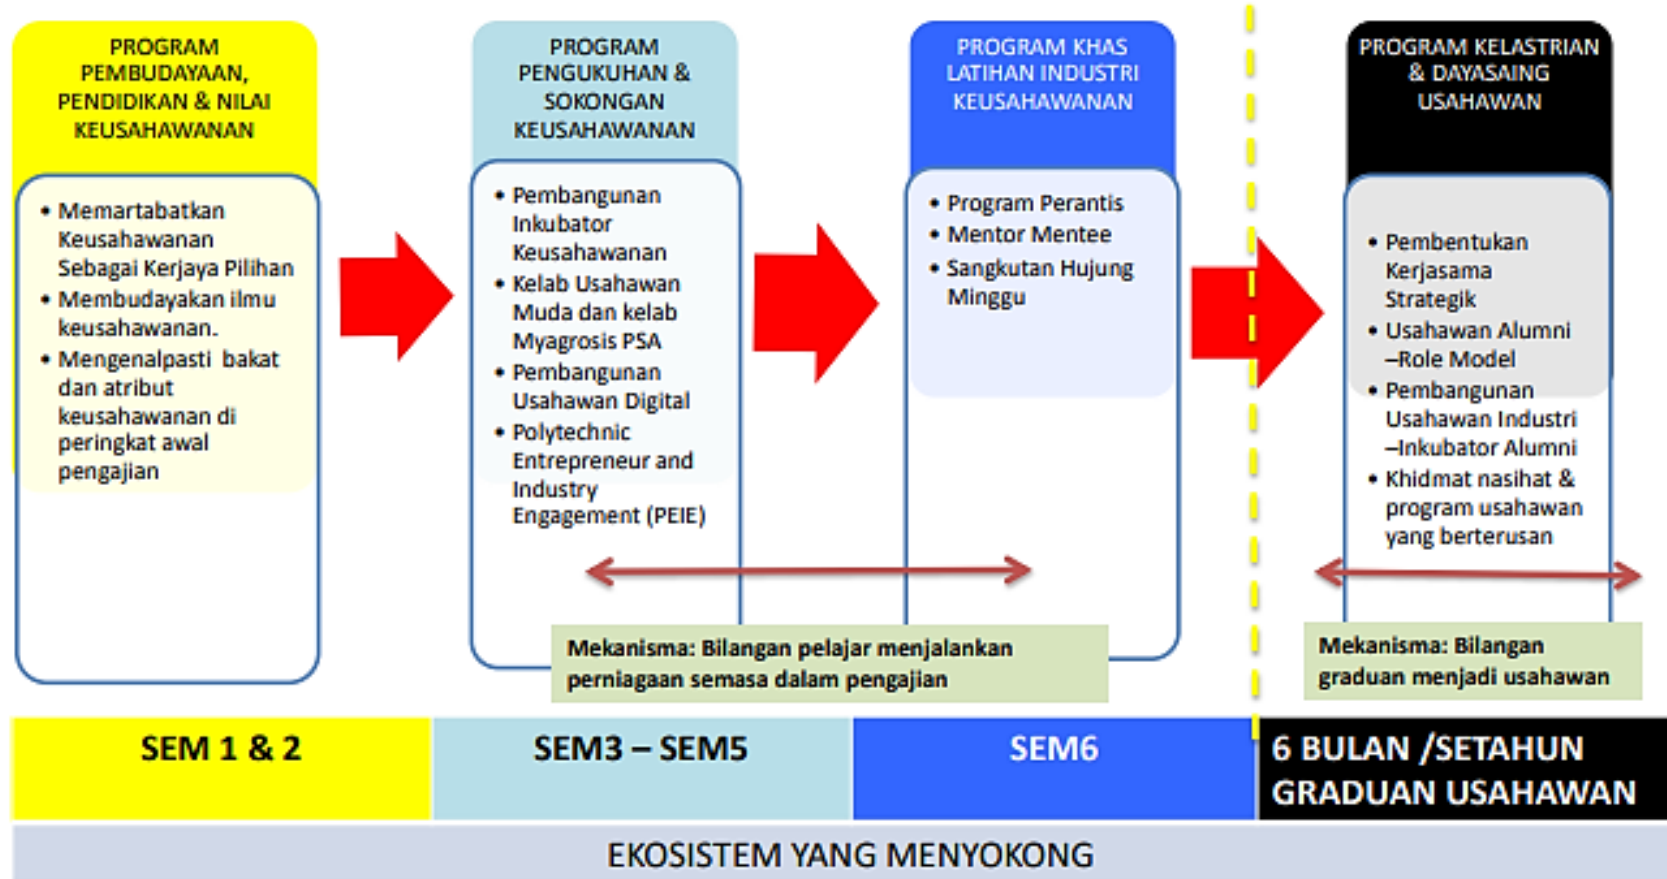 PROGRAM
PEMBUDAYAAN,
PENDIDIKAN & NILAI
KEUSAHAWANAN
• Memartabatkan
Keusahawanan
Sebagai Kerjaya Pilihan
• Membudayakan ilmu
keusahawanan.
• Mengenalpasti bakat
dan atribut
keusahawanan di
peringkat awal
pengajian
PROGRAM
PENGUKUHAN &
SOKONGAN
KEUSAHAWANAN
• Pembangunan
Inkubator
Keusahawanan
• Kelab Usahawan
Muda dan kelab
Myagrosis PSA
• Pembangunan
Usahawan Digital
• Polytechnic
Entrepreneur and
Industry
Engagement (PEIE)
PROGRAM KHAS
LATIHAN INDUSTRI
KEUSAHAWANAN
• Program Perantis
• Mentor Mentee
• Sangkutan Hujung
Minggu
PROGRAM KELASTRIAN
& DAYASAING
USAHAWAN
• Pembentukan
Kerjasama
Strategik
• Usahawan Alumni
–Role Model
• Pembangunan
Usahawan Industri
–Inkubator Alumni
• Khidmat nasihat &
program usahawan
yang berterusan
Mekanisma: Bilangan pelajar menjalankan
perniagaan semasa dalam pengajian
Mekanisma: Bilangan
graduan menjadi usahawan
SEM 1 & 2
SEM3 – SEM5
SEM6
6 BULAN /SETAHUN
GRADUAN USAHAWAN
EKOSISTEM YANG MENYOKONG